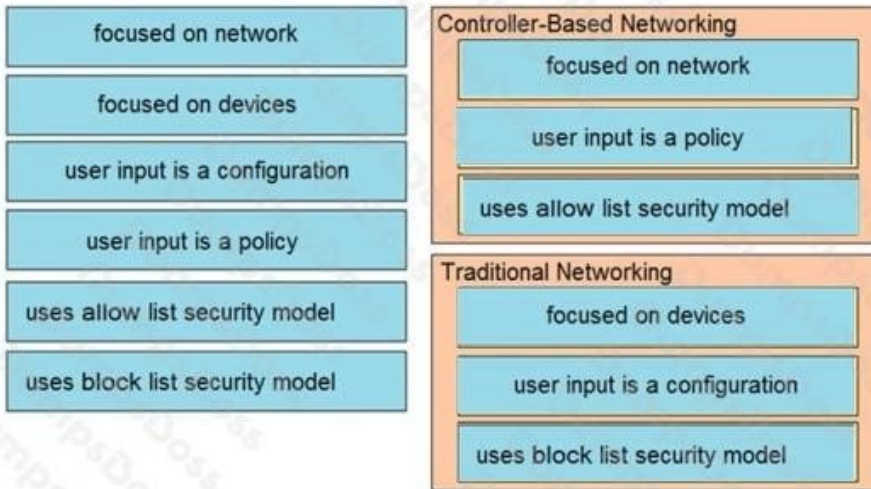 focused on network
focused on devices
user input is a configuration
user input is a policy
uses allow list security model
uses block list security model
Controller-Based Networking
focused on network
user input is a policy
uses allow list security model
Traditional Networking
focused on devices
user input is a configuration
uses block list security model